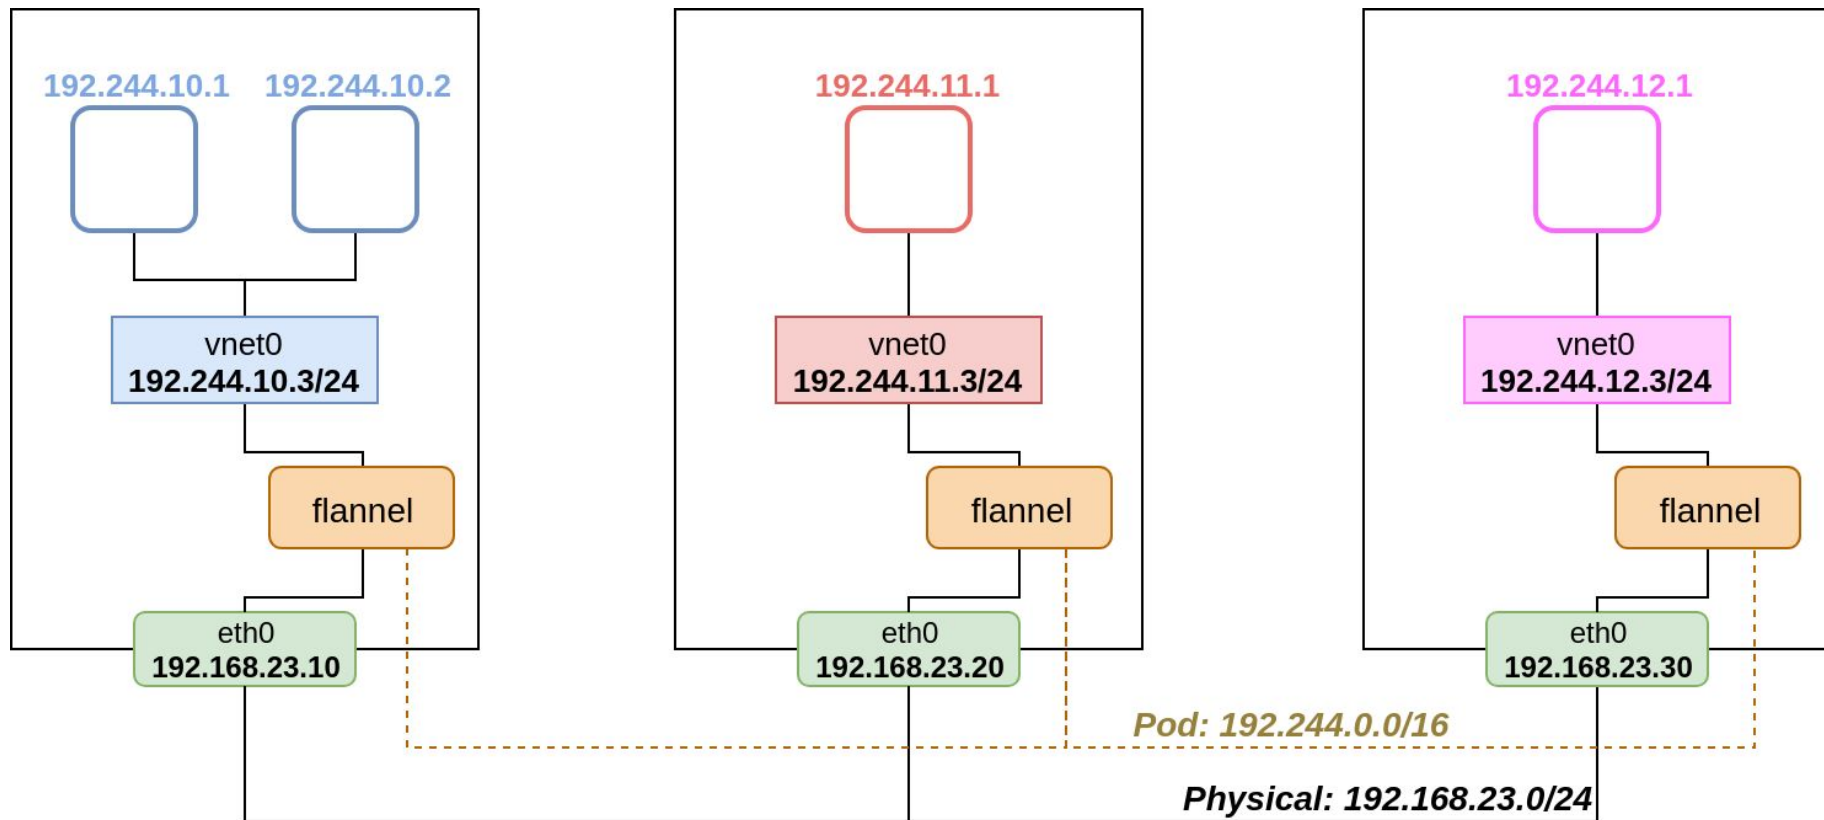 192.244.10.1 192.244.10.2
vnet0
192.244.10.3/24
flannel
eth0
192.168.23.10
192.244.11.1
vnet0
192.244.11.3/24
flannel
eth0
192.168.23.20
192.244.12.1
vnet0
192.244.12.3/24
flannel
eth0
192.168.23.30
Pod: 192.244.0.0/16
Physical: 192.168.23.0/24